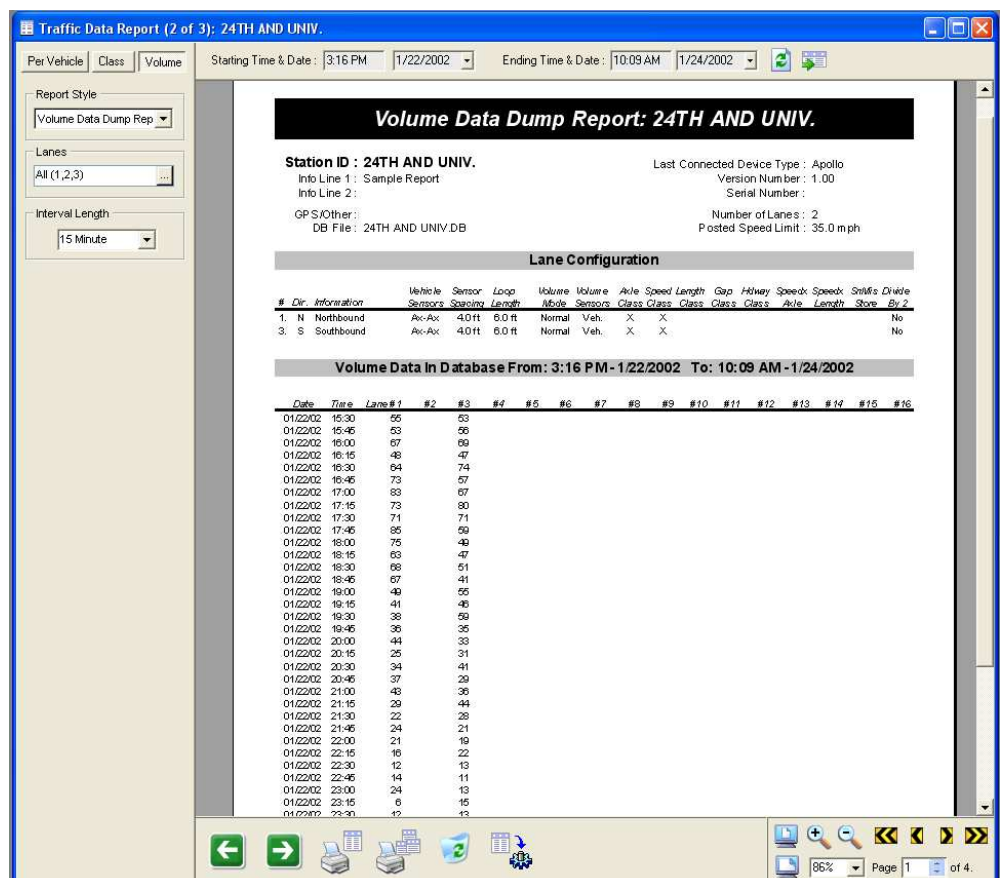 Traffic Data Report (2 of 3): 24TH AND UNIV.
Per Vehicle Class Volume
Starting Time & Date : 3:16 PM 1/22/2002 Ending Time & Date : 10:09 AM 1/24/2002
Report Style
Volume Data Dump Rep
Lanes
All (1,2,3) ...
Interval Length
15 Minute
Volume Data Dump Report: 24TH AND UNIV.
Station ID : 24TH AND UNIV. Last Connected Device Type : Apollo
Info Line 1 : Sample Report Version Number : 1.00
Info Line 2 : Serial Number :
GPS/Other : Number of Lanes : 2
DB File : 24TH AND UNIV.DB Posted Speed Limit : 35.0 mph
Lane Configuration
Vehicle Sensor Loop Volume Volume Axle Speed Length Gap Hdway Speedx Speedx Divide
# Dir. Information Sensors Spacing Length Mode Sensors Class Class Class Class Class Axle Length Store By 2
1. N Northbound Ax-Ax 4.0 ft 6.0 ft Normal Veh. X X No
3. S Southbound Ax-Ax 4.0 ft 6.0 ft Normal Veh. X X No
Volume Data In Database From: 3:16 PM - 1/22/2002 To: 10:09 AM - 1/24/2002
Date Time Lane #1 #2 #3 #4 #5 #6 #7 #8 #9 #10 #11 #12 #13 #14 #15 #16
01/22/02 15:30 55 53
01/22/02 15:45 53 56
01/22/02 16:00 67 69
01/22/02 16:15 48 47
01/22/02 16:30 64 74
01/22/02 16:45 73 57
01/22/02 17:00 83 67
01/22/02 17:15 73 80
01/22/02 17:30 71 71
01/22/02 17:45 85 59
01/22/02 18:00 75 49
01/22/02 18:15 63 47
01/22/02 18:30 68 51
01/22/02 18:45 67 41
01/22/02 19:00 49 55
01/22/02 19:15 41 46
01/22/02 19:30 38 59
01/22/02 19:45 36 35
01/22/02 20:00 44 33
01/22/02 20:15 25 31
01/22/02 20:30 34 41
01/22/02 20:45 37 29
01/22/02 21:00 43 36
01/22/02 21:15 29 44
01/22/02 21:30 22 28
01/22/02 21:45 24 21
01/22/02 22:00 21 19
01/22/02 22:15 16 22
01/22/02 22:30 12 13
01/22/02 22:45 14 11
01/22/02 23:00 24 13
01/22/02 23:15 6 15
01/22/02 23:30 12 13
86% Page 1 of 4.